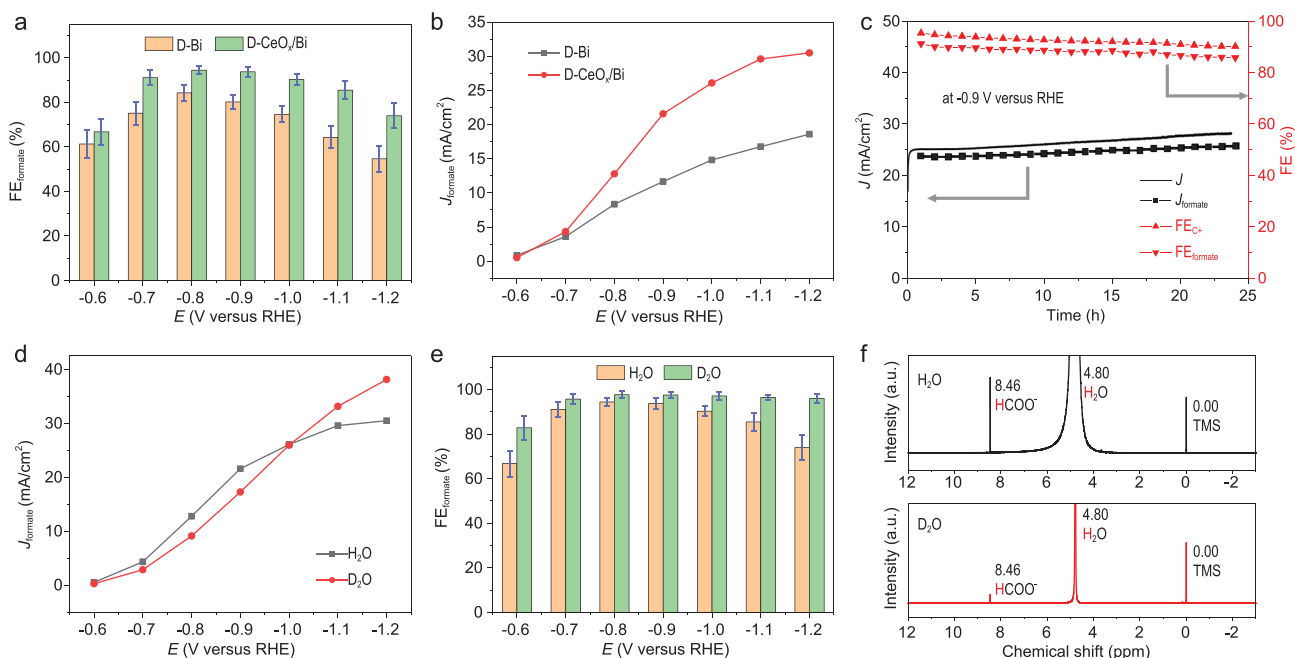 a
D-Bi
D-CeOₓ/Bi
FE_formate (%)
100
80
60
40
20
0
-0.6 -0.7 -0.8 -0.9 -1.0 -1.1 -1.2
E (V versus RHE)
b
D-Bi
D-CeOₓ/Bi
J_formate (mA/cm²)
35
30
25
20
15
10
5
0
-0.6 -0.7 -0.8 -0.9 -1.0 -1.1 -1.2
E (V versus RHE)
c
at -0.9 V versus RHE
J
J_formate
FE_C+
FE_formate
J (mA/cm²)
50
40
30
20
10
0
FE (%)
100
80
60
40
20
0
0 5 10 15 20 25
Time (h)
d
H₂O
D₂O
J_formate (mA/cm²)
40
30
20
10
0
-0.6 -0.7 -0.8 -0.9 -1.0 -1.1 -1.2
E (V versus RHE)
e
H₂O
D₂O
FE_formate (%)
100
80
60
40
20
0
-0.6 -0.7 -0.8 -0.9 -1.0 -1.1 -1.2
E (V versus RHE)
f
Intensity (a.u.)
H₂O
8.46
HCOO⁻
4.80
H₂O
0.00
TMS
12 10 8 6 4 2 0 -2
Intensity (a.u.)
D₂O
8.46
HCOO⁻
4.80
H₂O
0.00
TMS
12 10 8 6 4 2 0 -2
Chemical shift (ppm)